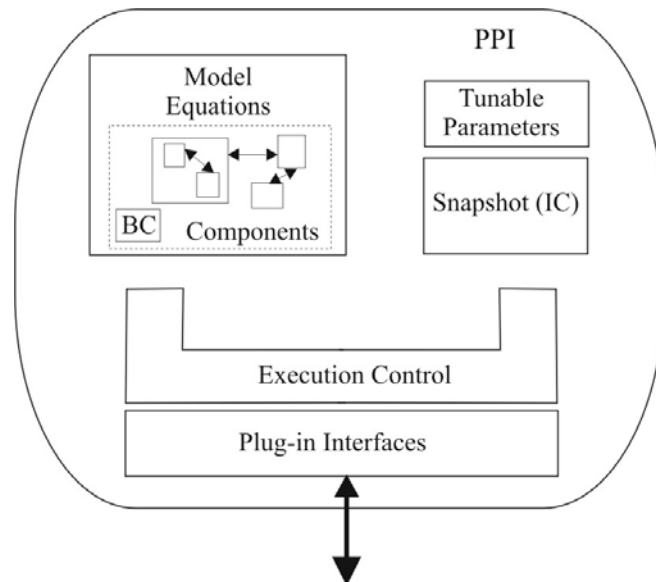 PPI
Model
Equations
BC
Components
Tunable
Parameters
Snapshot (IC)
Execution Control
Plug-in Interfaces